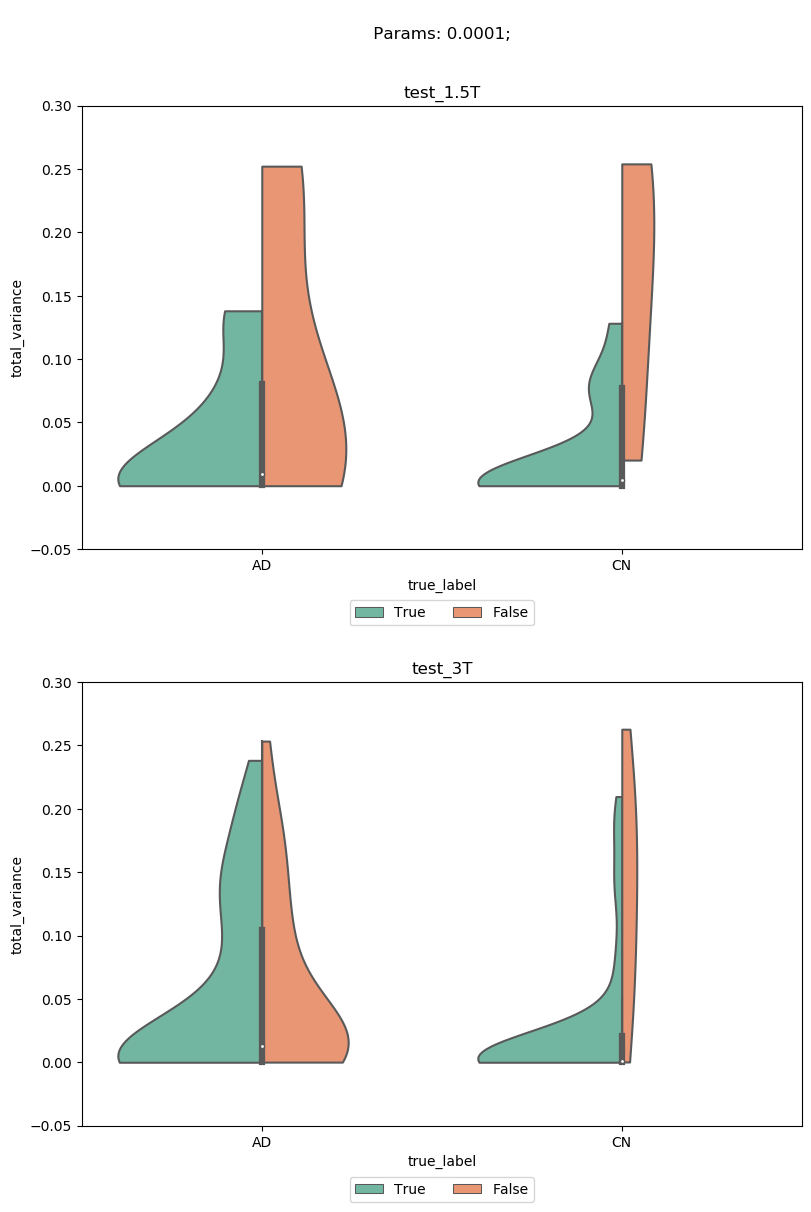 Params: 0.0001;
test_1.5T
0.30
0.25
0.20
0.15
0.10
0.05
0.00
−0.05
total_variance
AD CN
true_label
True False
test_3T
0.30
0.25
0.20
0.15
0.10
0.05
0.00
−0.05
total_variance
AD CN
true_label
True False